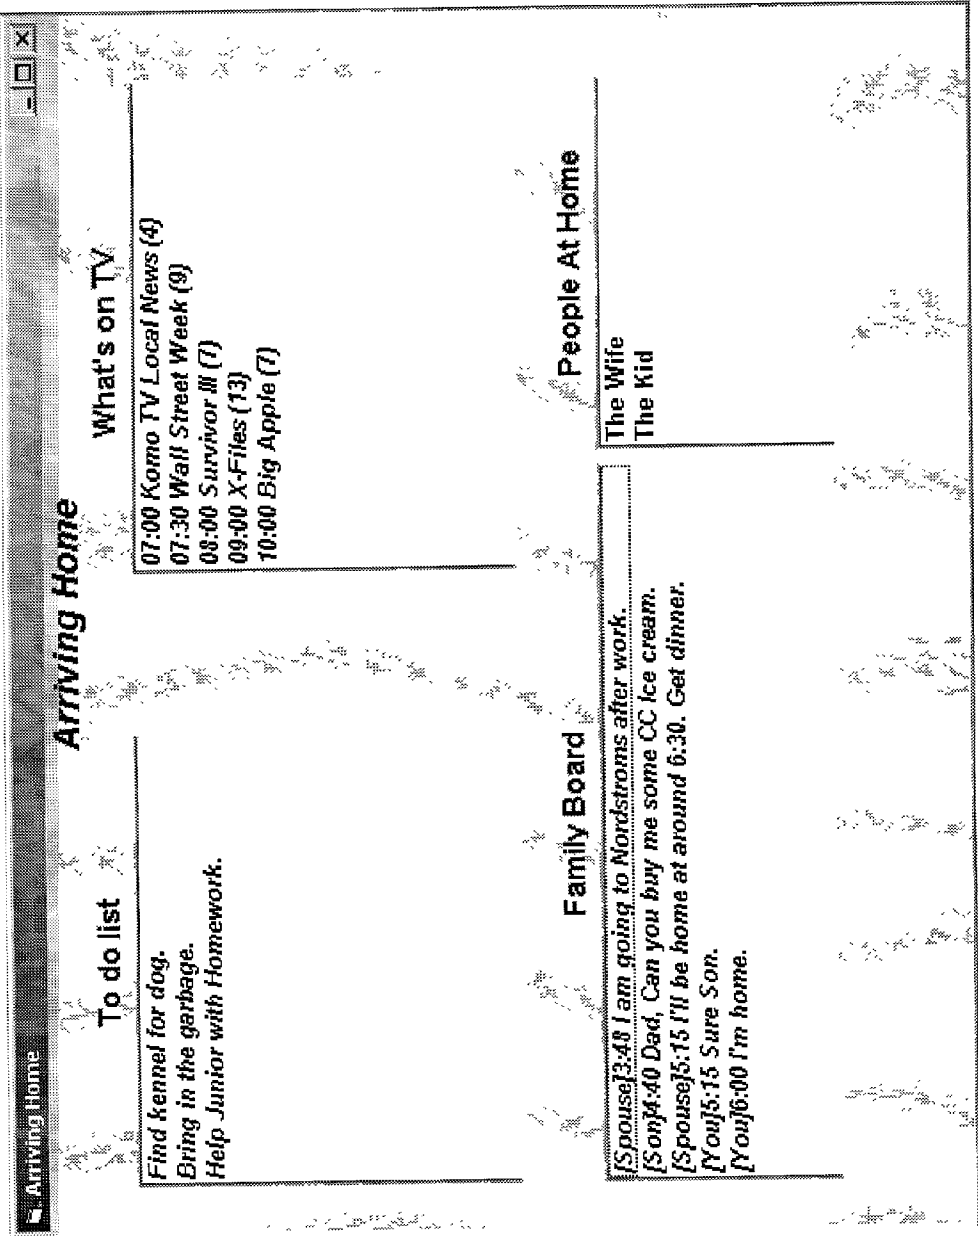 Arriving Home
Arriving Home
To do list
Find kennel for dog.
Bring in the garbage.
Help Junior with Homework.
What's on TV
07:00 Komo TV Local News (4)
07:30 Wall Street Week (9)
08:00 Survivor III (7)
09:00 X-Files (13)
10:00 Big Apple (7)
Family Board
[Spouse]3:48 I am going to Nordstroms after work.
[Son]4:40 Dad, Can you buy me some CC Ice cream.
[Spouse]5:15 I'll be home at around 6:30. Get dinner.
[You]5:15 Sure Son.
[You]6:00 I'm home.
People At Home
The Wife
The Kid